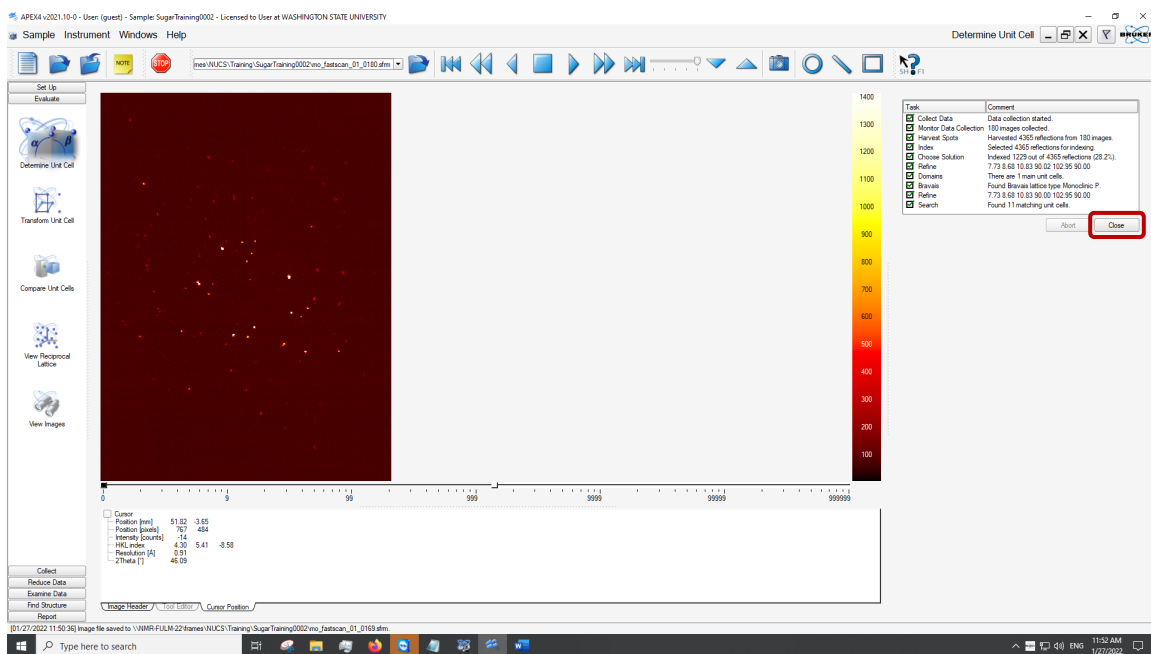 APEX4 v2021.10-0 - User: (guest) - Sample: SugarTraining0002 - Licensed to User at WASHINGTON STATE UNIVERSITY
Sample Instrument Windows Help
Determine Unit Cell
BRUKER
NOTE
STOP
mes\NUCS\Training\SugarTraining0002\mo_fastscan_01_0180.sfrm
SH FI
Set Up
Evaluate
Determine Unit Cell
Transform Unit Cell
Compare Unit Cells
View Reciprocal
Lattice
View Images
Collect
Reduce Data
Examine Data
Find Structure
Report
1400
1300
1200
1100
1000
900
800
700
600
500
400
300
200
100
0 9 99 999 9999 99999 999999
Task Comment
Collect Data Data collection started.
Monitor Data Collection 180 images collected.
Harvest Spots Harvested 4365 reflections from 180 images.
Index Selected 4365 reflections for indexing.
Choose Solution Indexed 1229 out of 4365 reflections (28.2%).
Refine 7.73 8.68 10.83 90.02 102.95 90.00
Domains There are 1 main unit cells.
Bravais Found Bravais lattice type Monoclinic P.
Refine 7.73 8.68 10.83 90.00 102.95 90.00
Search Found 11 matching unit cells.
Abort Close
Cursor
Position [mm] 51.82 -3.65
Position [pixels] 767 484
Intensity [counts] -14
HKL index 4.30 5.41 -8.58
Resolution [Å] 0.91
2Theta [°] 46.09
Image Header Tool Editor Cursor Position
[01/27/2022 11:50:36] Image file saved to \\NMR-FULM-22\frames\NUCS\Training\SugarTraining0002\mo_fastscan_01_0169.sfrm.
Type here to search
ENG
11:52 AM
1/27/2022